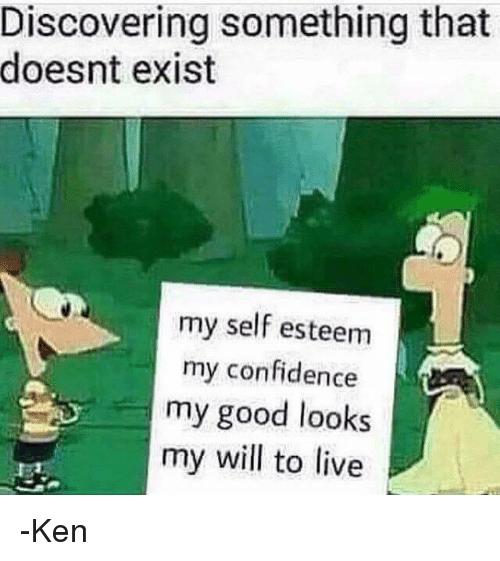 Discovering something that
doesnt exist
my self esteem
my confidence
my good looks
my will to live
-Ken